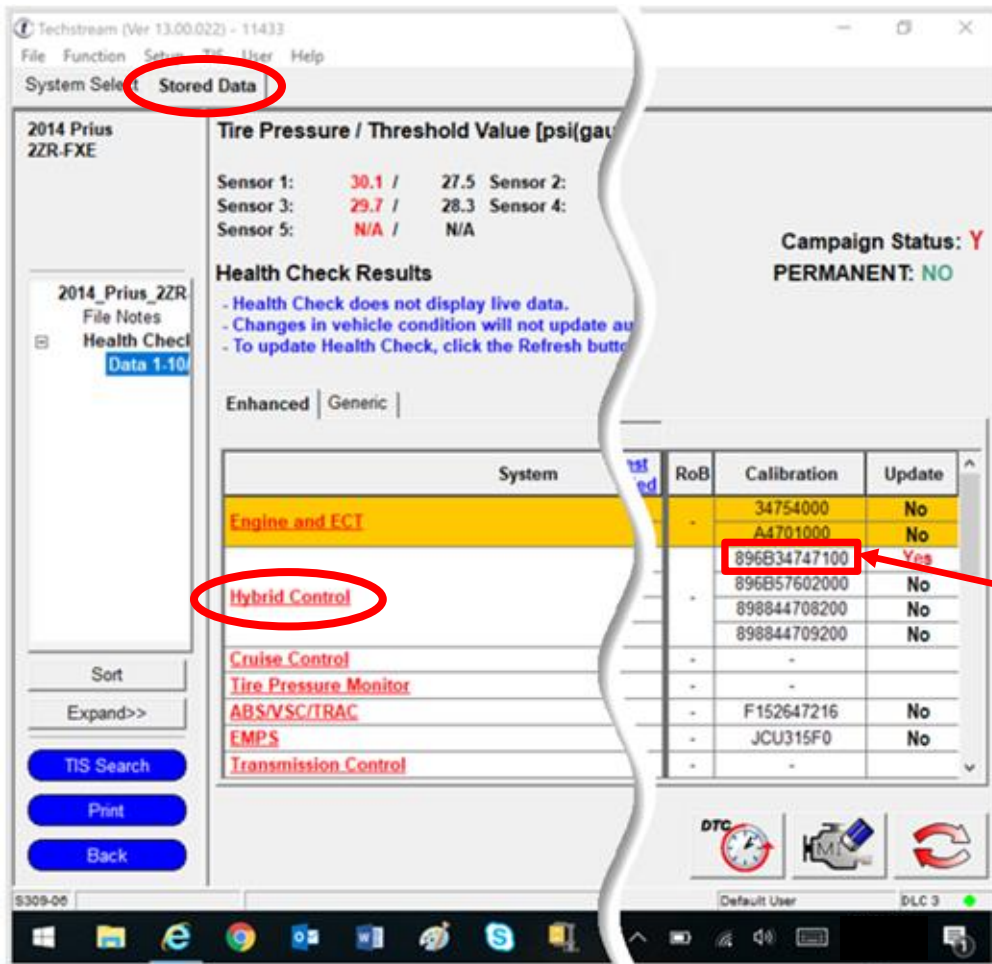 Techstream (Ver 13.00.022) - 11433
File Function Setup TIS User Help
System Select Stored Data
2014 Prius
2ZR-FXE
Tire Pressure / Threshold Value [psi(gau
Sensor 1: 30.1 / 27.5 Sensor 2:
Sensor 3: 29.7 / 28.3 Sensor 4:
Sensor 5: N/A / N/A
Campaign Status: Y
PERMANENT: NO
Health Check Results
- Health Check does not display live data.
- Changes in vehicle condition will not update au
- To update Health Check, click the Refresh butto
2014_Prius_2ZR
File Notes
Health Check
Data 1-10/
Enhanced Generic
System RoB Calibration Update
Engine and ECT - 34754000 No
A4701000 No
Hybrid Control - 896B34747100 Yes
896B57602000 No
898844708200 No
898844709200 No
Cruise Control - -
Tire Pressure Monitor - -
ABS/VSC/TRAC - F152647216 No
EMPS - JCU315F0 No
Transmission Control - -
Sort
Expand>>
TIS Search
Print
Back
DTC
MI
S309-06 Default User DLC 3